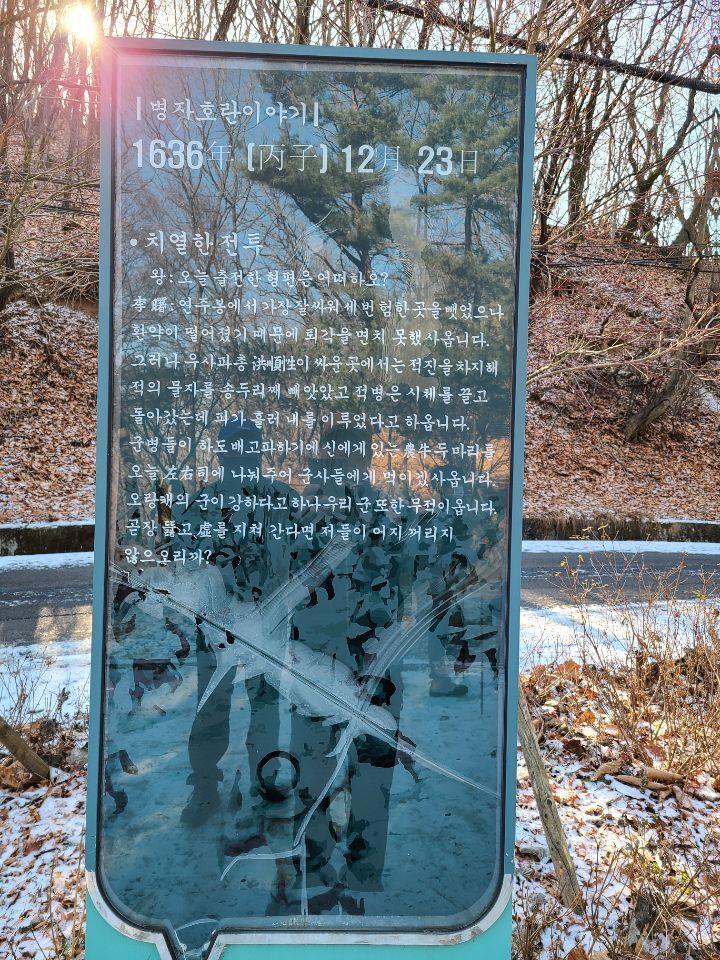 |병자호란이야기|
1636年 (丙子) 12月 23日
• 치열한 전투
왕 : 오늘 출전한 형편은 어떠하오?
李曙 : 연주봉에서 가장 잘 싸워 세 번 험한 곳을 뺏었으나
화약이 떨어졌기 때문에 퇴각을 면치 못했사옵니다.
그러나 우사파총 洪 이 싸운 곳에서는 적진을 차지해
적의 물자를 송두리째 빼앗았고 적병은 시체를 끌고
돌아갔는데 피가 흘러 내를 이루었다고 하옵니다.
군병들이 하도 배고파하기에 신에게 있는 農牛 두 마리를
오늘 左右司에 나눠 주어 군사들에게 먹이겠사옵니다.
오랑캐의 군이 강하다고 하나 우리 군 또한 무적이옵니다.
곧장 뚫고 虛를 지쳐 간다면 저들이 어지 꺼리지
않으오리까?